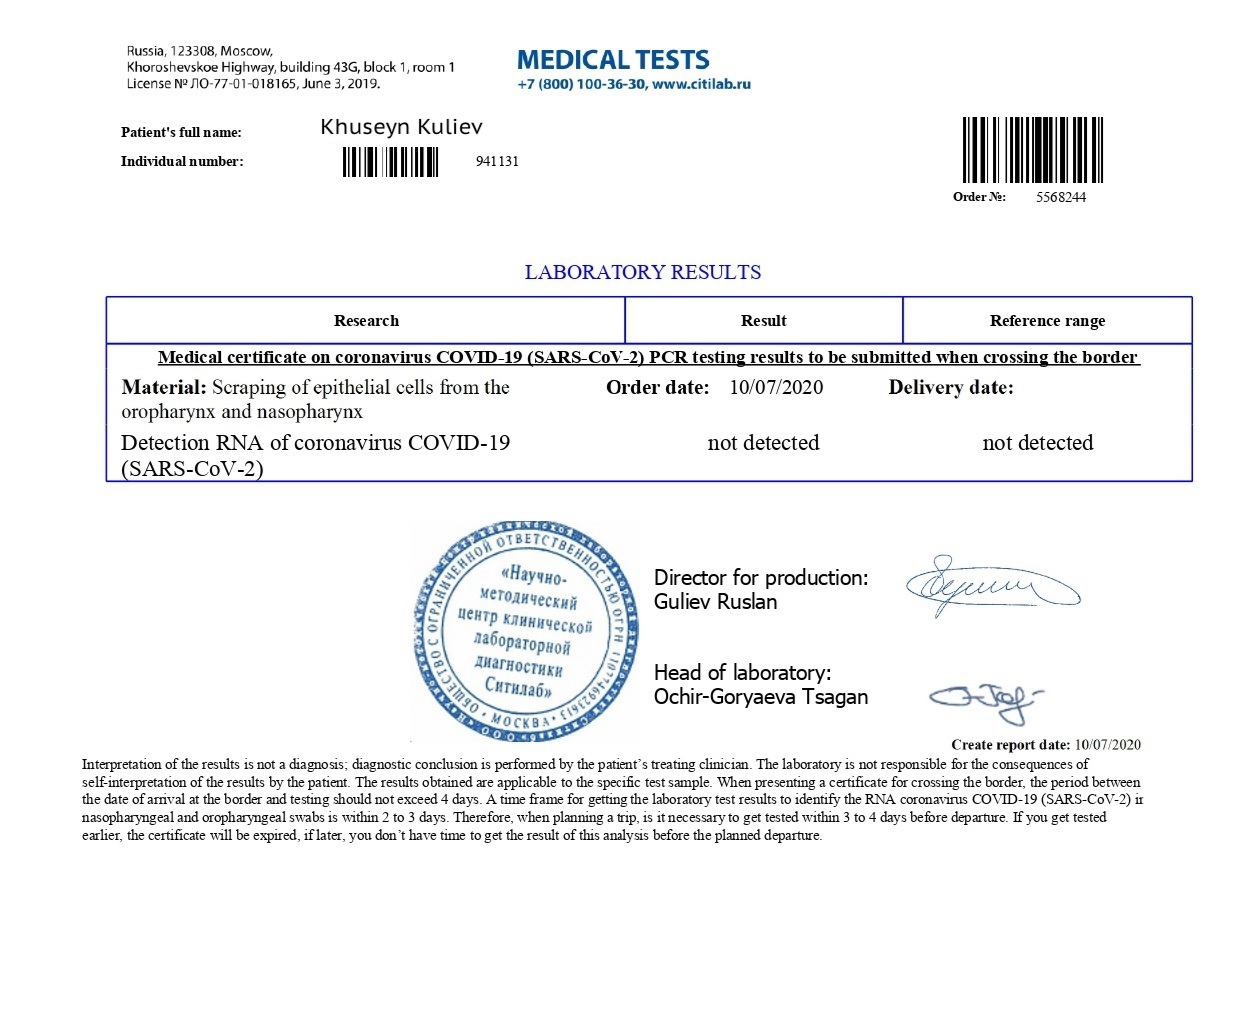 Russia, 123308, Moscow,
Khoroshevskoe Highway, building 43G, block 1, room 1
License № ЛО-77-01-018165, June 3, 2019.
MEDICAL TESTS
+7 (800) 100-36-30, www.citilab.ru
Patient's full name: Khuseyn Kuliev
Individual number: 941131
Order №: 5568244
LABORATORY RESULTS
Research Result Reference range
Medical certificate on coronavirus COVID-19 (SARS-CoV-2) PCR testing results to be submitted when crossing the border
Material: Scraping of epithelial cells from the Order date: 10/07/2020 Delivery date:
oropharynx and nasopharynx
Detection RNA of coronavirus COVID-19 not detected not detected
(SARS-CoV-2)
ОБЩЕСТВО С ОГРАНИЧЕННОЙ ОТВЕТСТВЕННОСТЬЮ ОГРН
• МОСКВА •
«Научно-
методический
центр клинической
лабораторной
диагностики
Ситилаб»
Director for production:
Guliev Ruslan
Head of laboratory:
Ochir-Goryaeva Tsagan
Create report date: 10/07/2020
Interpretation of the results is not a diagnosis; diagnostic conclusion is performed by the patient’s treating clinician. The laboratory is not responsible for the consequences of
self-interpretation of the results by the patient. The results obtained are applicable to the specific test sample. When presenting a certificate for crossing the border, the period between
the date of arrival at the border and testing should not exceed 4 days. A time frame for getting the laboratory test results to identify the RNA coronavirus COVID-19 (SARS-CoV-2) ir
nasopharyngeal and oropharyngeal swabs is within 2 to 3 days. Therefore, when planning a trip, is it necessary to get tested within 3 to 4 days before departure. If you get tested
earlier, the certificate will be expired, if later, you don’t have time to get the result of this analysis before the planned departure.